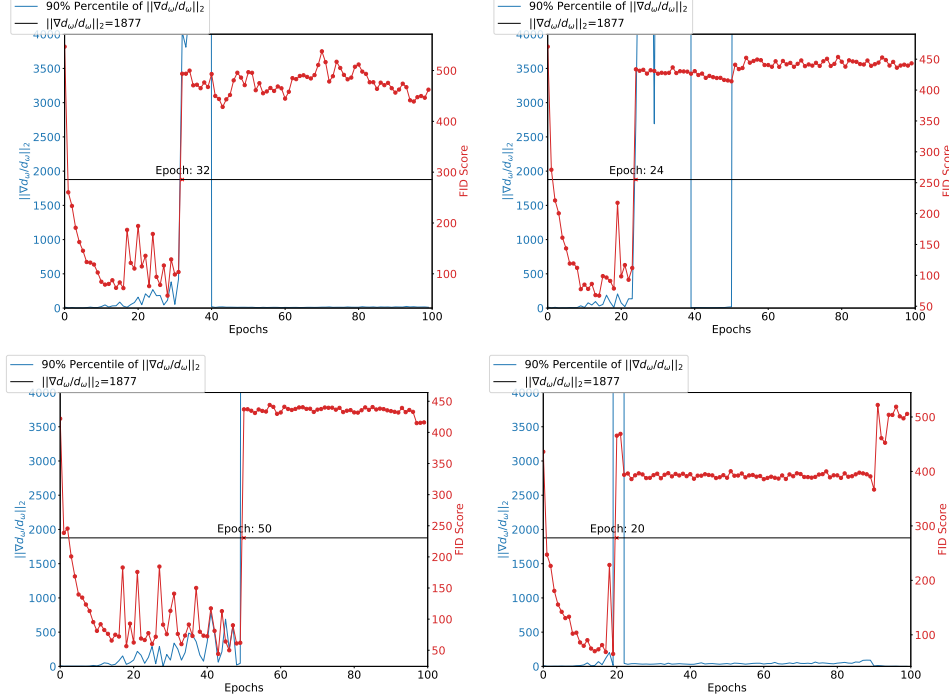 90% Percentile of ||∇d_ω/d_ω||₂
||∇d_ω/d_ω||₂=1877
4000
3500
3000
2500
2000
1500
1000
500
0
||∇d_ω/d_ω||₂
Epoch: 32
500
400
300
200
100
FID Score
0 20 40 60 80 100
Epochs
90% Percentile of ||∇d_ω/d_ω||₂
||∇d_ω/d_ω||₂=1877
4000
3500
3000
2500
2000
1500
1000
500
0
||∇d_ω/d_ω||₂
Epoch: 24
450
400
350
300
250
200
150
100
50
FID Score
0 20 40 60 80 100
Epochs
90% Percentile of ||∇d_ω/d_ω||₂
||∇d_ω/d_ω||₂=1877
4000
3500
3000
2500
2000
1500
1000
500
0
||∇d_ω/d_ω||₂
Epoch: 50
450
400
350
300
250
200
150
100
50
FID Score
0 20 40 60 80 100
Epochs
90% Percentile of ||∇d_ω/d_ω||₂
||∇d_ω/d_ω||₂=1877
4000
3500
3000
2500
2000
1500
1000
500
0
||∇d_ω/d_ω||₂
Epoch: 20
500
400
300
200
100
FID Score
0 20 40 60 80 100
Epochs